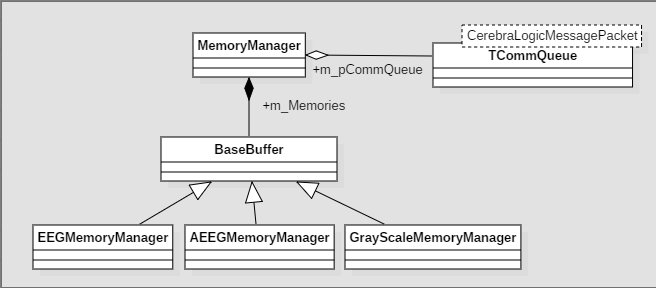 CerebraLogicMessagePacket
MemoryManager
TCommQueue
+m_pCommQueue
+m_Memories
BaseBuffer
EEGMemoryManager
AEEGMemoryManager
GrayScaleMemoryManager